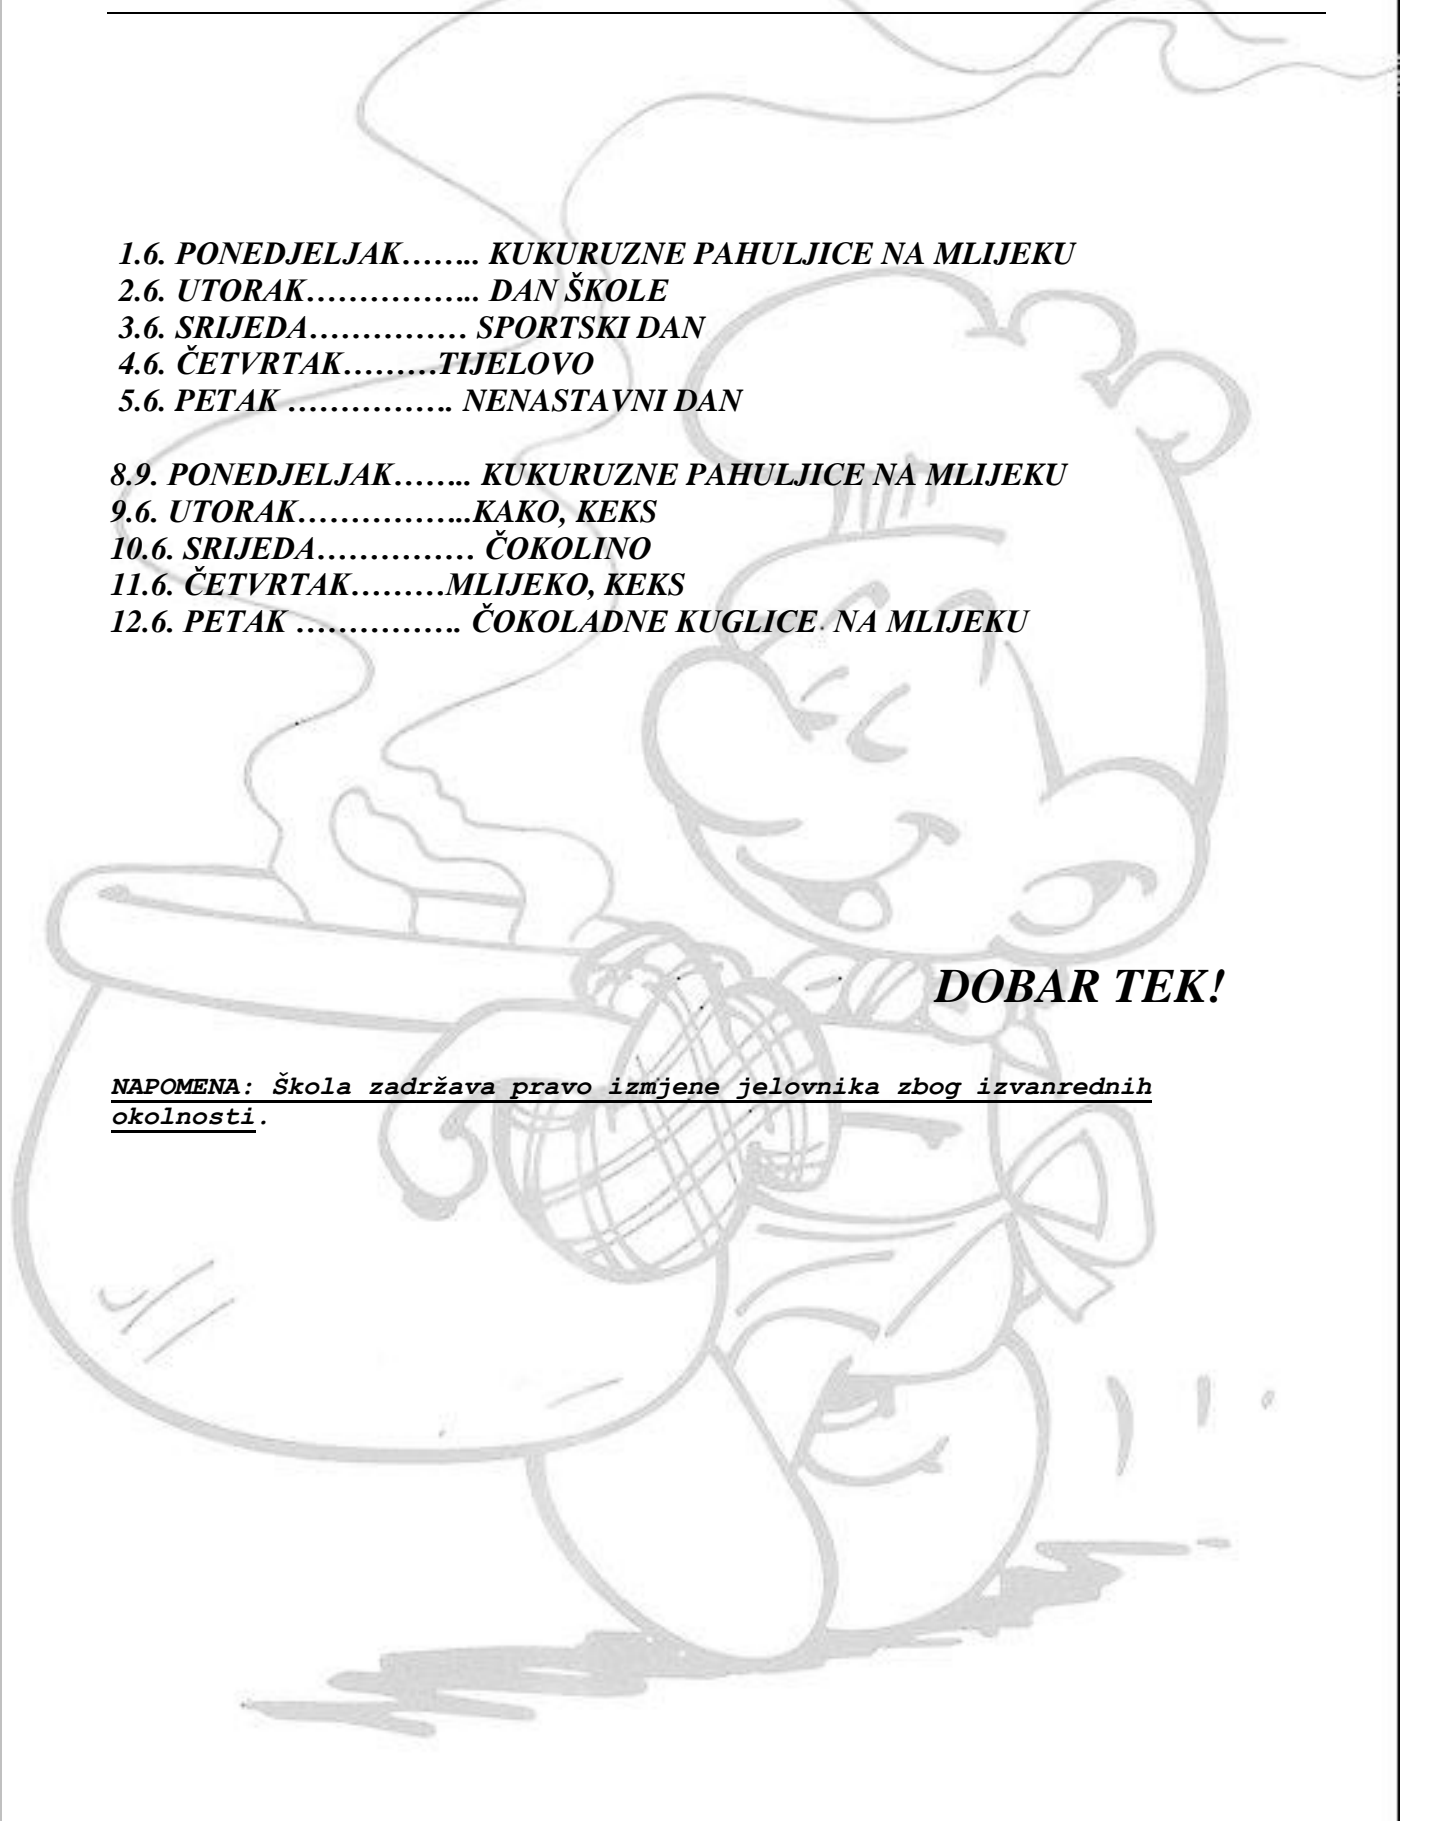 1.6. PONEDJELJAK…….. KUKURUZNE PAHULJICE NA MLIJEKU
2.6. UTORAK…………….. DAN ŠKOLE
3.6. SRIJEDA…………… SPORTSKI DAN
4.6. ČETVRTAK………TIJELOVO
5.6. PETAK ……………. NENASTAVNI DAN
8.9. PONEDJELJAK…….. KUKURUZNE PAHULJICE NA MLIJEKU
9.6. UTORAK……………..KAKO, KEKS
10.6. SRIJEDA…………… ČOKOLINO
11.6. ČETVRTAK………MLIJEKO, KEKS
12.6. PETAK ……………. ČOKOLADNE KUGLICE NA MLIJEKU
DOBAR TEK!
NAPOMENA: Škola zadržava pravo izmjene jelovnika zbog izvanrednih
okolnosti.